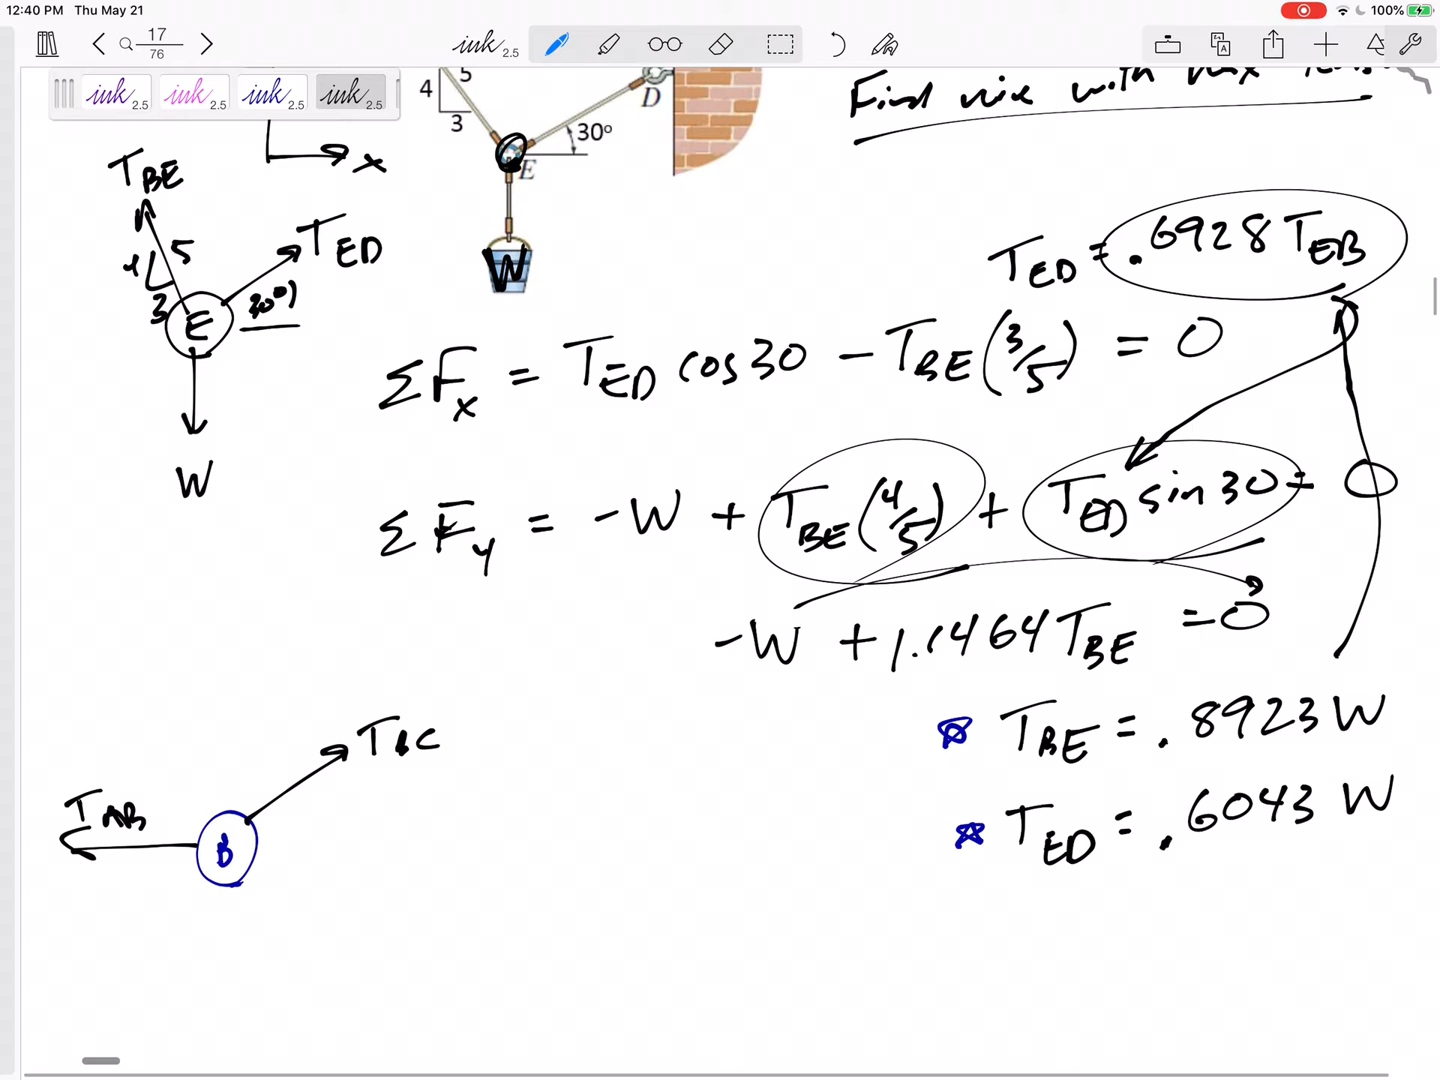 12:40 PM Thu May 21
100%
17
76
ink 2.5
ink 2.5
ink 2.5
ink 2.5
ink 2.5
Find wire with max
x
4
5
3
30°
D
E
W
T_BE
5
4
3
T_ED
30°
E
W
T_ED = .6928 T_EB
ΣF_x = T_ED cos 30 − T_BE (3/5) = 0
ΣF_y = -W + T_BE (4/5) + T_ED sin 30 = 0
-W + 1.1464 T_BE = 0
T_BE = .8923 W
T_ED = .6043 W
T_BC
T_AB
B